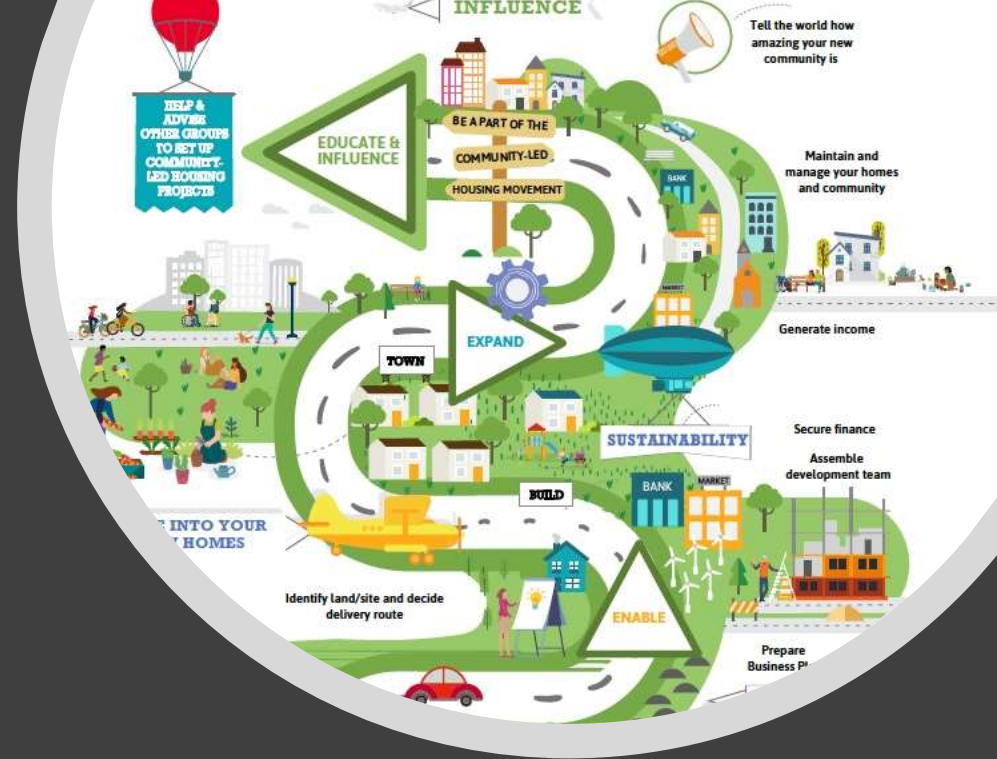 INFLUENCE
Tell the world how
amazing your new
community is
HELP &
ADVISE
OTHER GROUPS
TO SET UP
COMMUNITY-
LED HOUSING
PROJECTS
EDUCATE &
INFLUENCE
BE A PART OF THE
COMMUNITY-LED
HOUSING MOVEMENT
BANK
Maintain and
manage your homes
and community
MARKET
Generate income
EXPAND
TOWN
SUSTAINABILITY
Secure finance
Assemble
development team
BANK
MARKET
BUILD
INTO YOUR
HOMES
Identify land/site and decide
delivery route
ENABLE
Prepare
Business